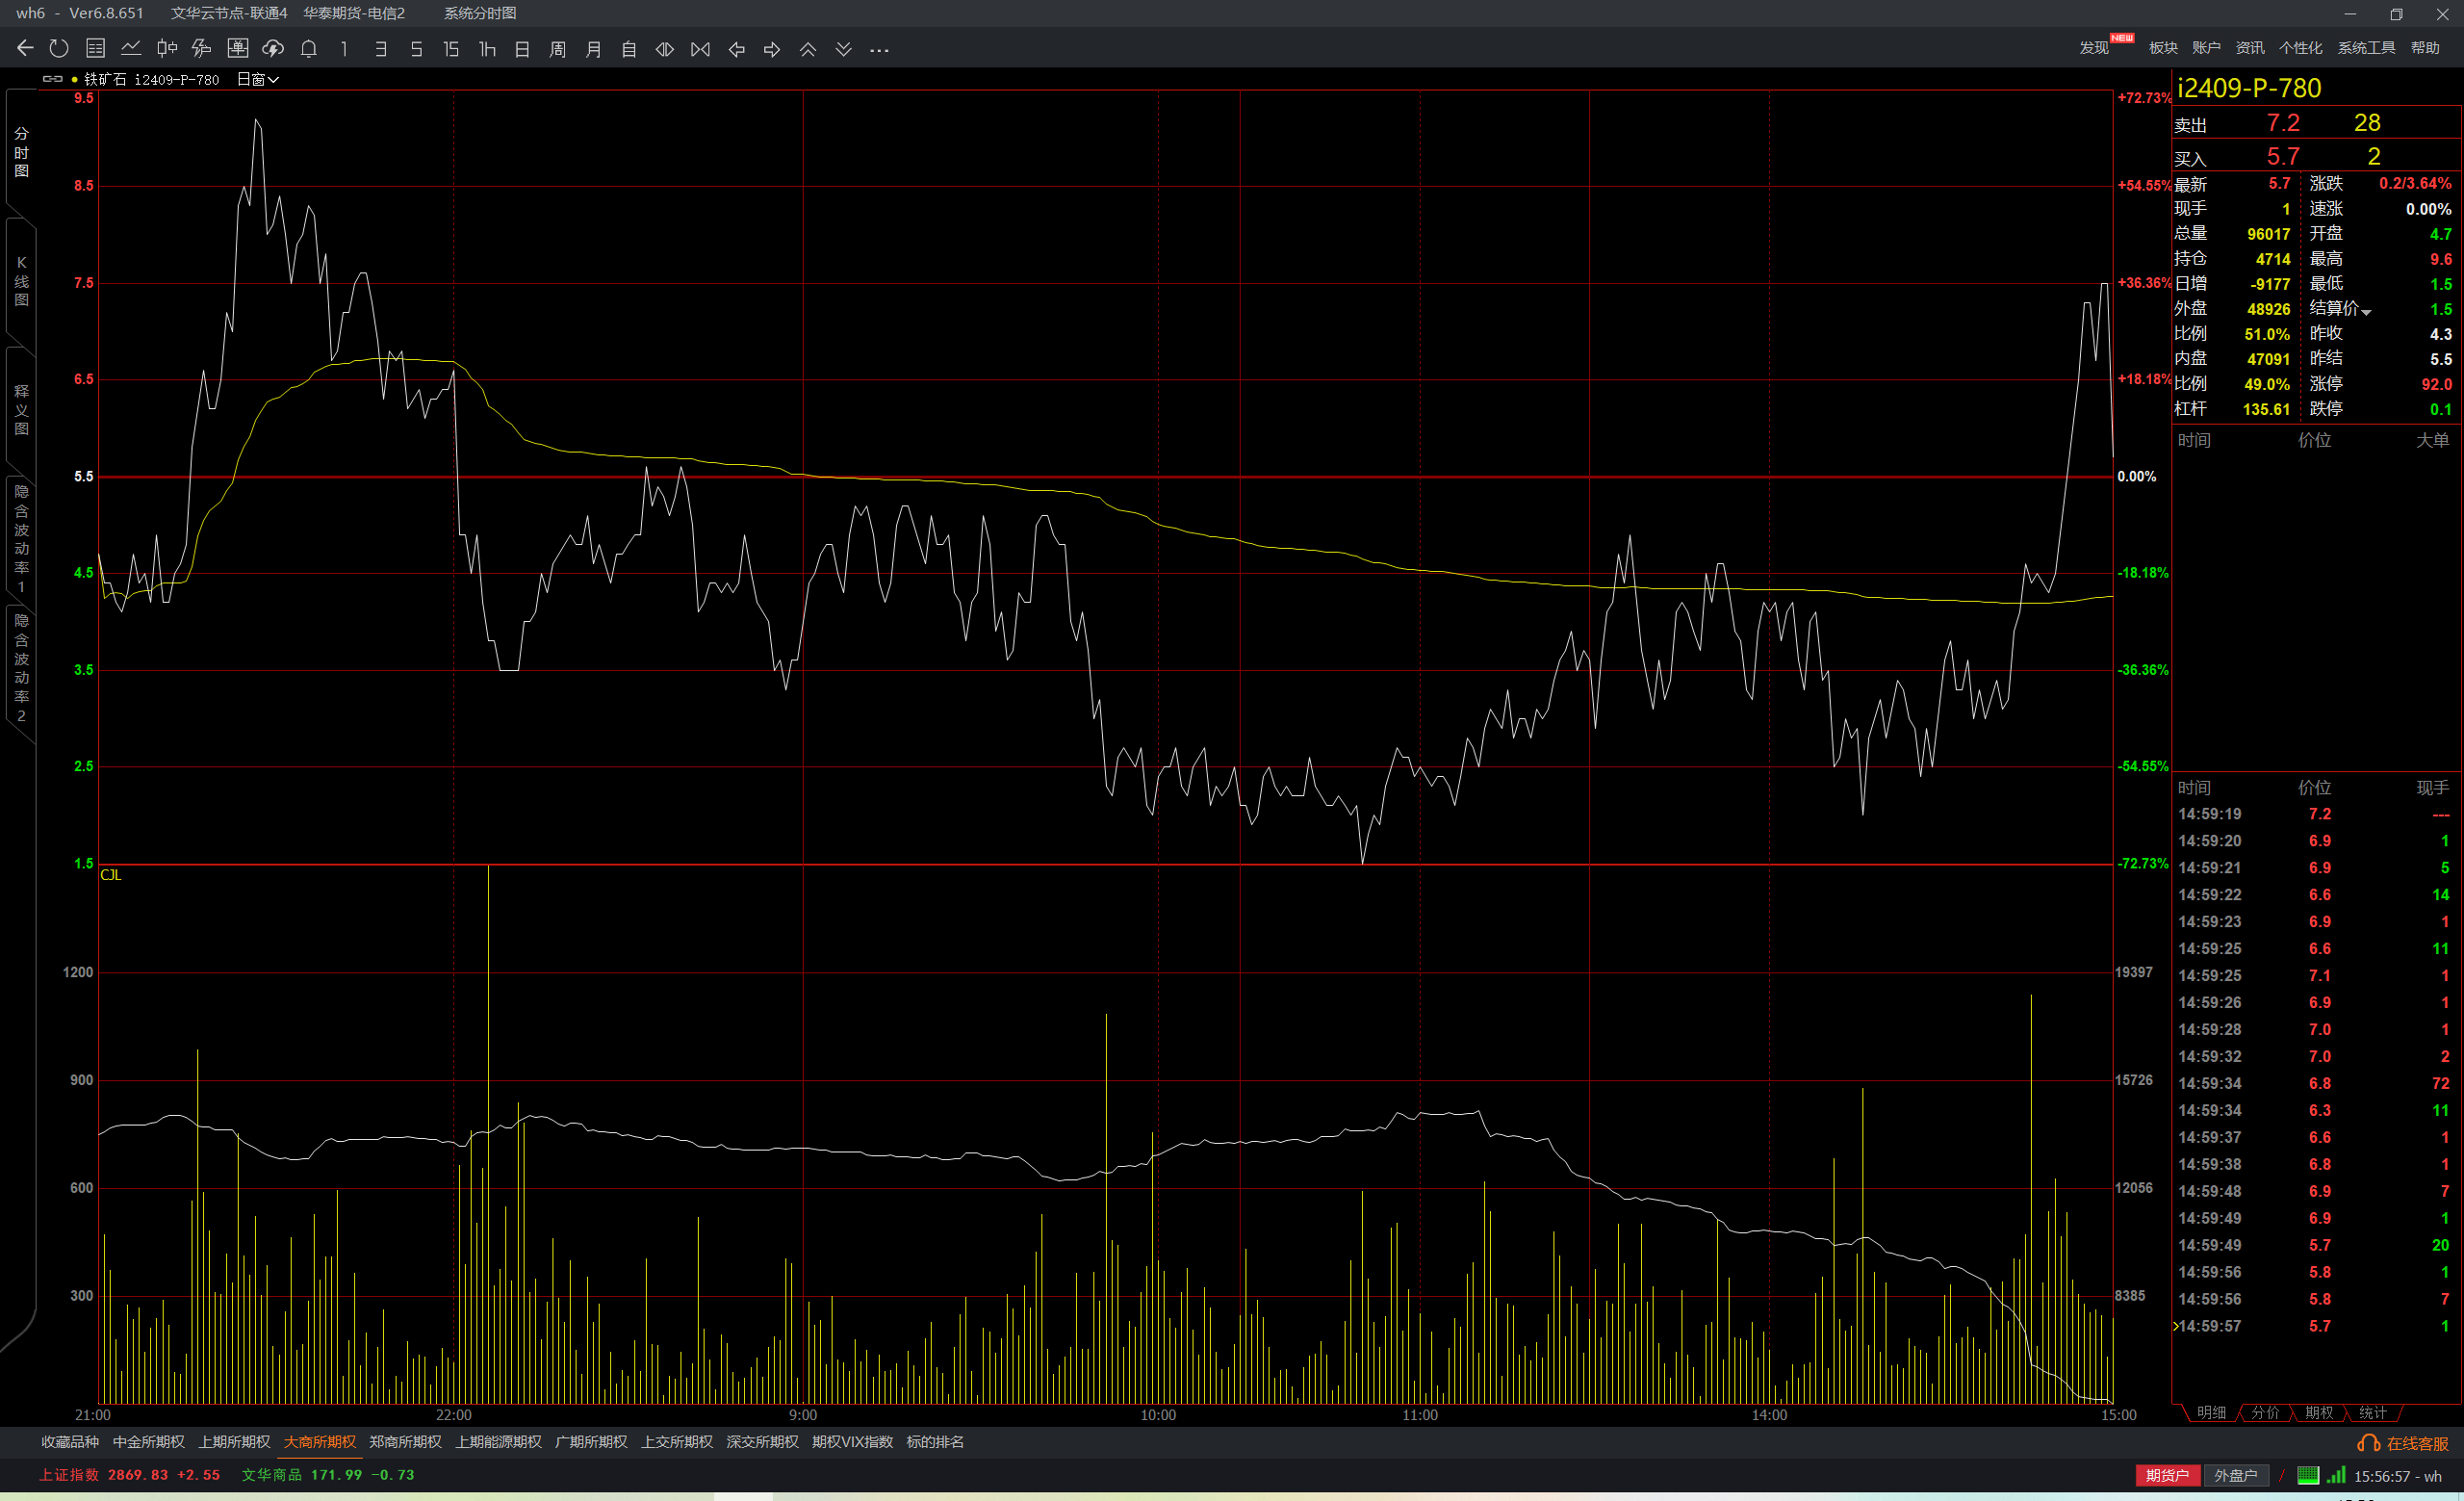 wh6 - Ver6.8.651 文华云节点-联通4 华泰期货-电信2 系统分时图
1 3 5 15 1h 日 周 月 自 ... 发现 NEW 板块 账户 资讯 个性化 系统工具 帮助
铁矿石 i2409-P-780 日窗
分时图
K线图
释义图
隐含波动率1
隐含波动率2
9.5 +72.73%
8.5 +54.55%
7.5 +36.36%
6.5 +18.18%
5.5 0.00%
4.5 -18.18%
3.5 -36.36%
2.5 -54.55%
1.5 -72.73%
CJL
1200 19397
900 15726
600 12056
300 8385
21:00 22:00 9:00 10:00 11:00 14:00 15:00
i2409-P-780
卖出 7.2 28
买入 5.7 2
最新 5.7 涨跌 0.2/3.64%
现手 1 速涨 0.00%
总量 96017 开盘 4.7
持仓 4714 最高 9.6
日增 -9177 最低 1.5
外盘 48926 结算价 1.5
比例 51.0% 昨收 4.3
内盘 47091 昨结 5.5
比例 49.0% 涨停 92.0
杠杆 135.61 跌停 0.1
时间 价位 大单
时间 价位 现手
14:59:19 7.2 ---
14:59:20 6.9 1
14:59:21 6.9 5
14:59:22 6.6 14
14:59:23 6.9 1
14:59:25 6.6 11
14:59:25 7.1 1
14:59:26 6.9 1
14:59:28 7.0 1
14:59:32 7.0 2
14:59:34 6.8 72
14:59:34 6.3 11
14:59:37 6.6 1
14:59:38 6.8 1
14:59:48 6.9 7
14:59:49 6.9 1
14:59:49 5.7 20
14:59:56 5.8 1
14:59:56 5.8 7
14:59:57 5.7 1
明细 分价 期权 统计
收藏品种 中金所期权 上期所期权 大商所期权 郑商所期权 上期能源期权 广期所期权 上交所期权 深交所期权 期权VIX指数 标的排名 在线客服
上证指数 2869.83 +2.55 文华商品 171.99 -0.73 期货户 外盘户 15:56:57 - wh